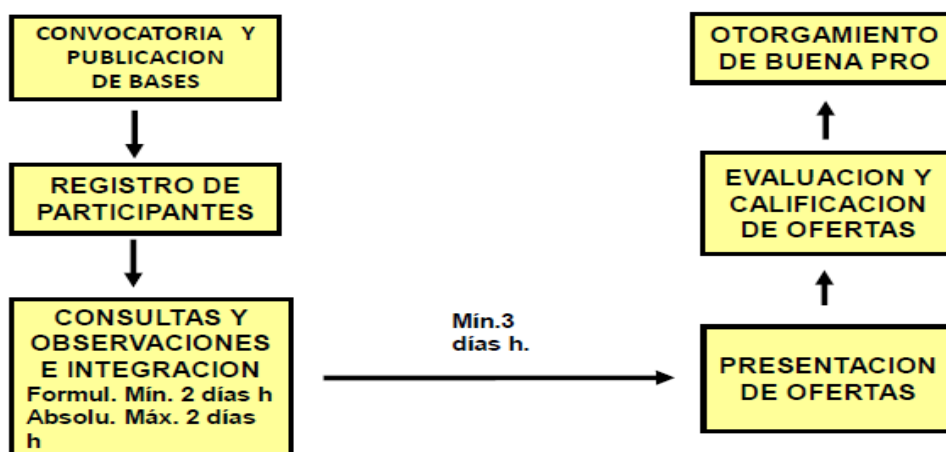 CONVOCATORIA Y
PUBLICACION
DE BASES
REGISTRO DE
PARTICIPANTES
CONSULTAS Y
OBSERVACIONES
E INTEGRACION
Formul. Mín. 2 días h
Absolu. Máx. 2 días
h
Mín.3
días h.
PRESENTACION
DE OFERTAS
EVALUACION Y
CALIFICACION
DE OFERTAS
OTORGAMIENTO
DE BUENA PRO